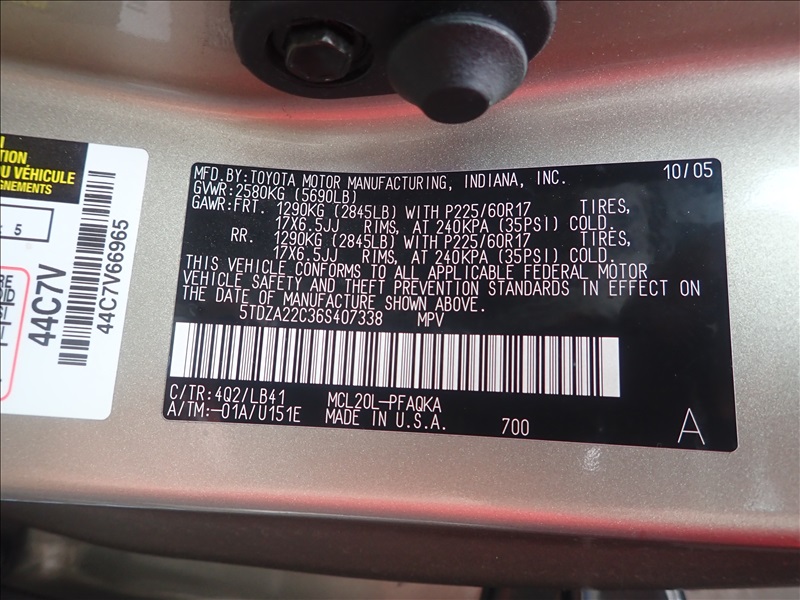 TION
DU VÉHICULE
GNEMENTS
5
44C7V
44C7V66965
MFD.BY:TOYOTA MOTOR MANUFACTURING, INDIANA, INC. 10/05
GVWR:2580KG (5690LB)
GAWR:FRT. 1290KG (2845LB) WITH P225/60R17 TIRES,
17X6.5JJ RIMS, AT 240KPA (35PSI) COLD.
RR. 1290KG (2845LB) WITH P225/60R17 TIRES,
17X6.5JJ RIMS, AT 240KPA (35PSI) COLD.
THIS VEHICLE CONFORMS TO ALL APPLICABLE FEDERAL MOTOR
VEHICLE SAFETY AND THEFT PREVENTION STANDARDS IN EFFECT ON
THE DATE OF MANUFACTURE SHOWN ABOVE.
5TDZA22C36S407338 MPV
C/TR:4Q2/LB41 MCL20L-PFAQKA
A/TM:-01A/U151E MADE IN U.S.A. 700 A